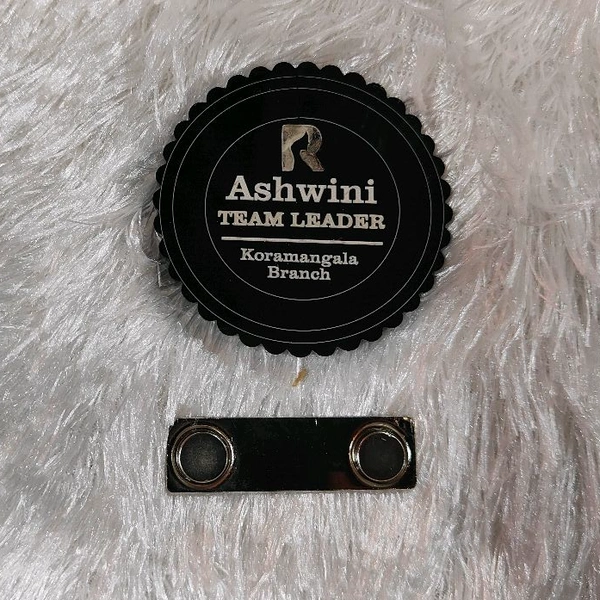 R
Ashwini
TEAM LEADER
Koramangala
Branch